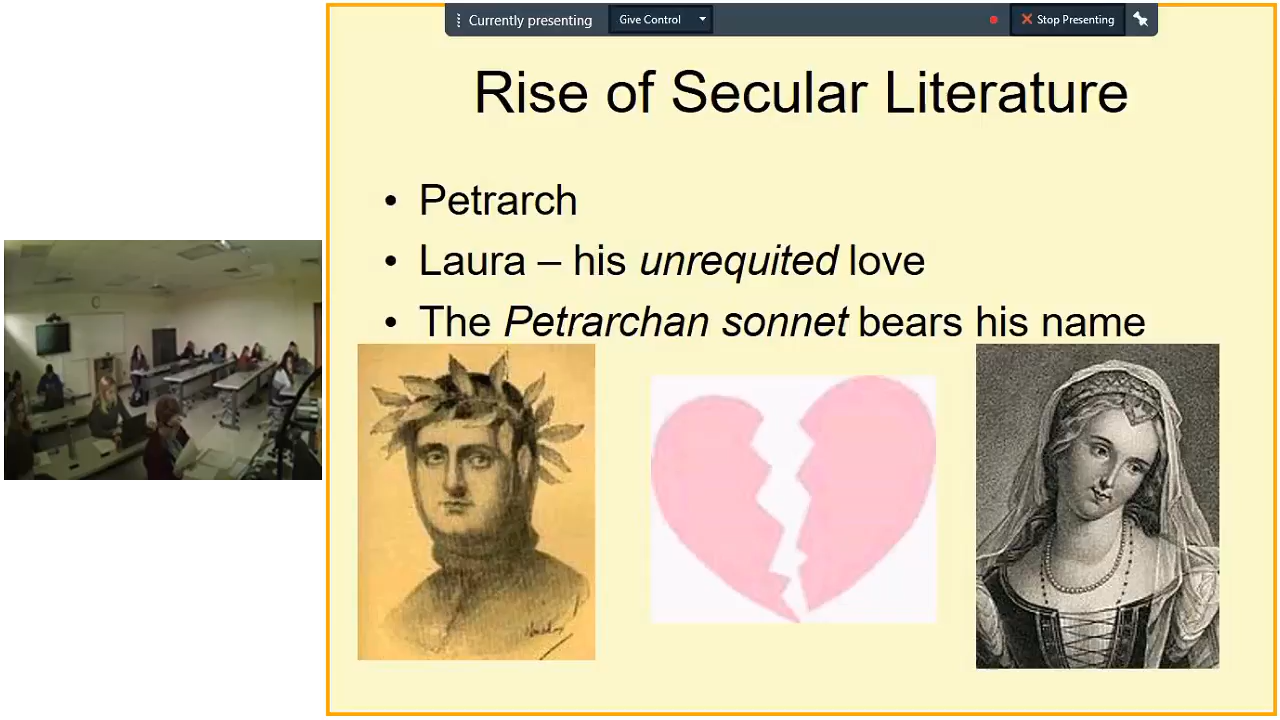 Currently presenting
Give Control
Stop Presenting
Rise of Secular Literature
• Petrarch
• Laura – his unrequited love
• The Petrarchan sonnet bears his name